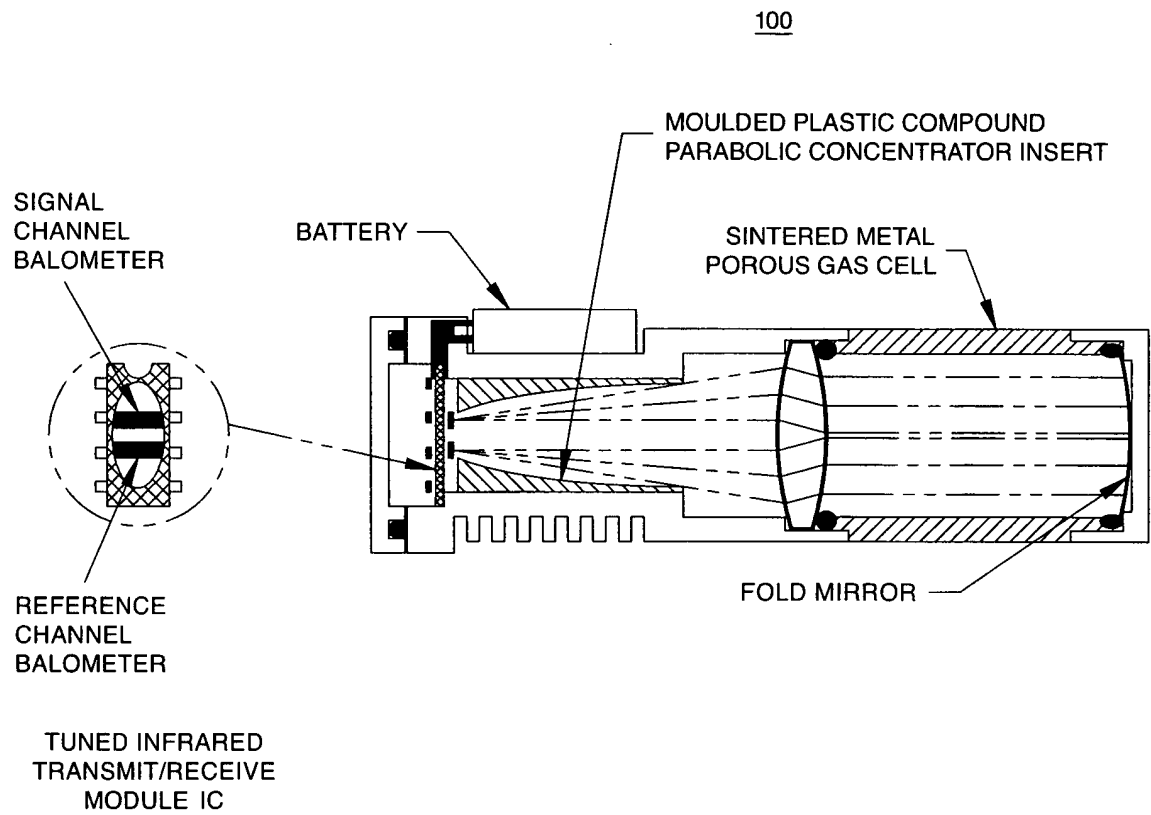 100
MOULDED PLASTIC COMPOUND
PARABOLIC CONCENTRATOR INSERT
SIGNAL
CHANNEL
BALOMETER
BATTERY
SINTERED METAL
POROUS GAS CELL
FOLD MIRROR
REFERENCE
CHANNEL
BALOMETER
TUNED INFRARED
TRANSMIT/RECEIVE
MODULE IC